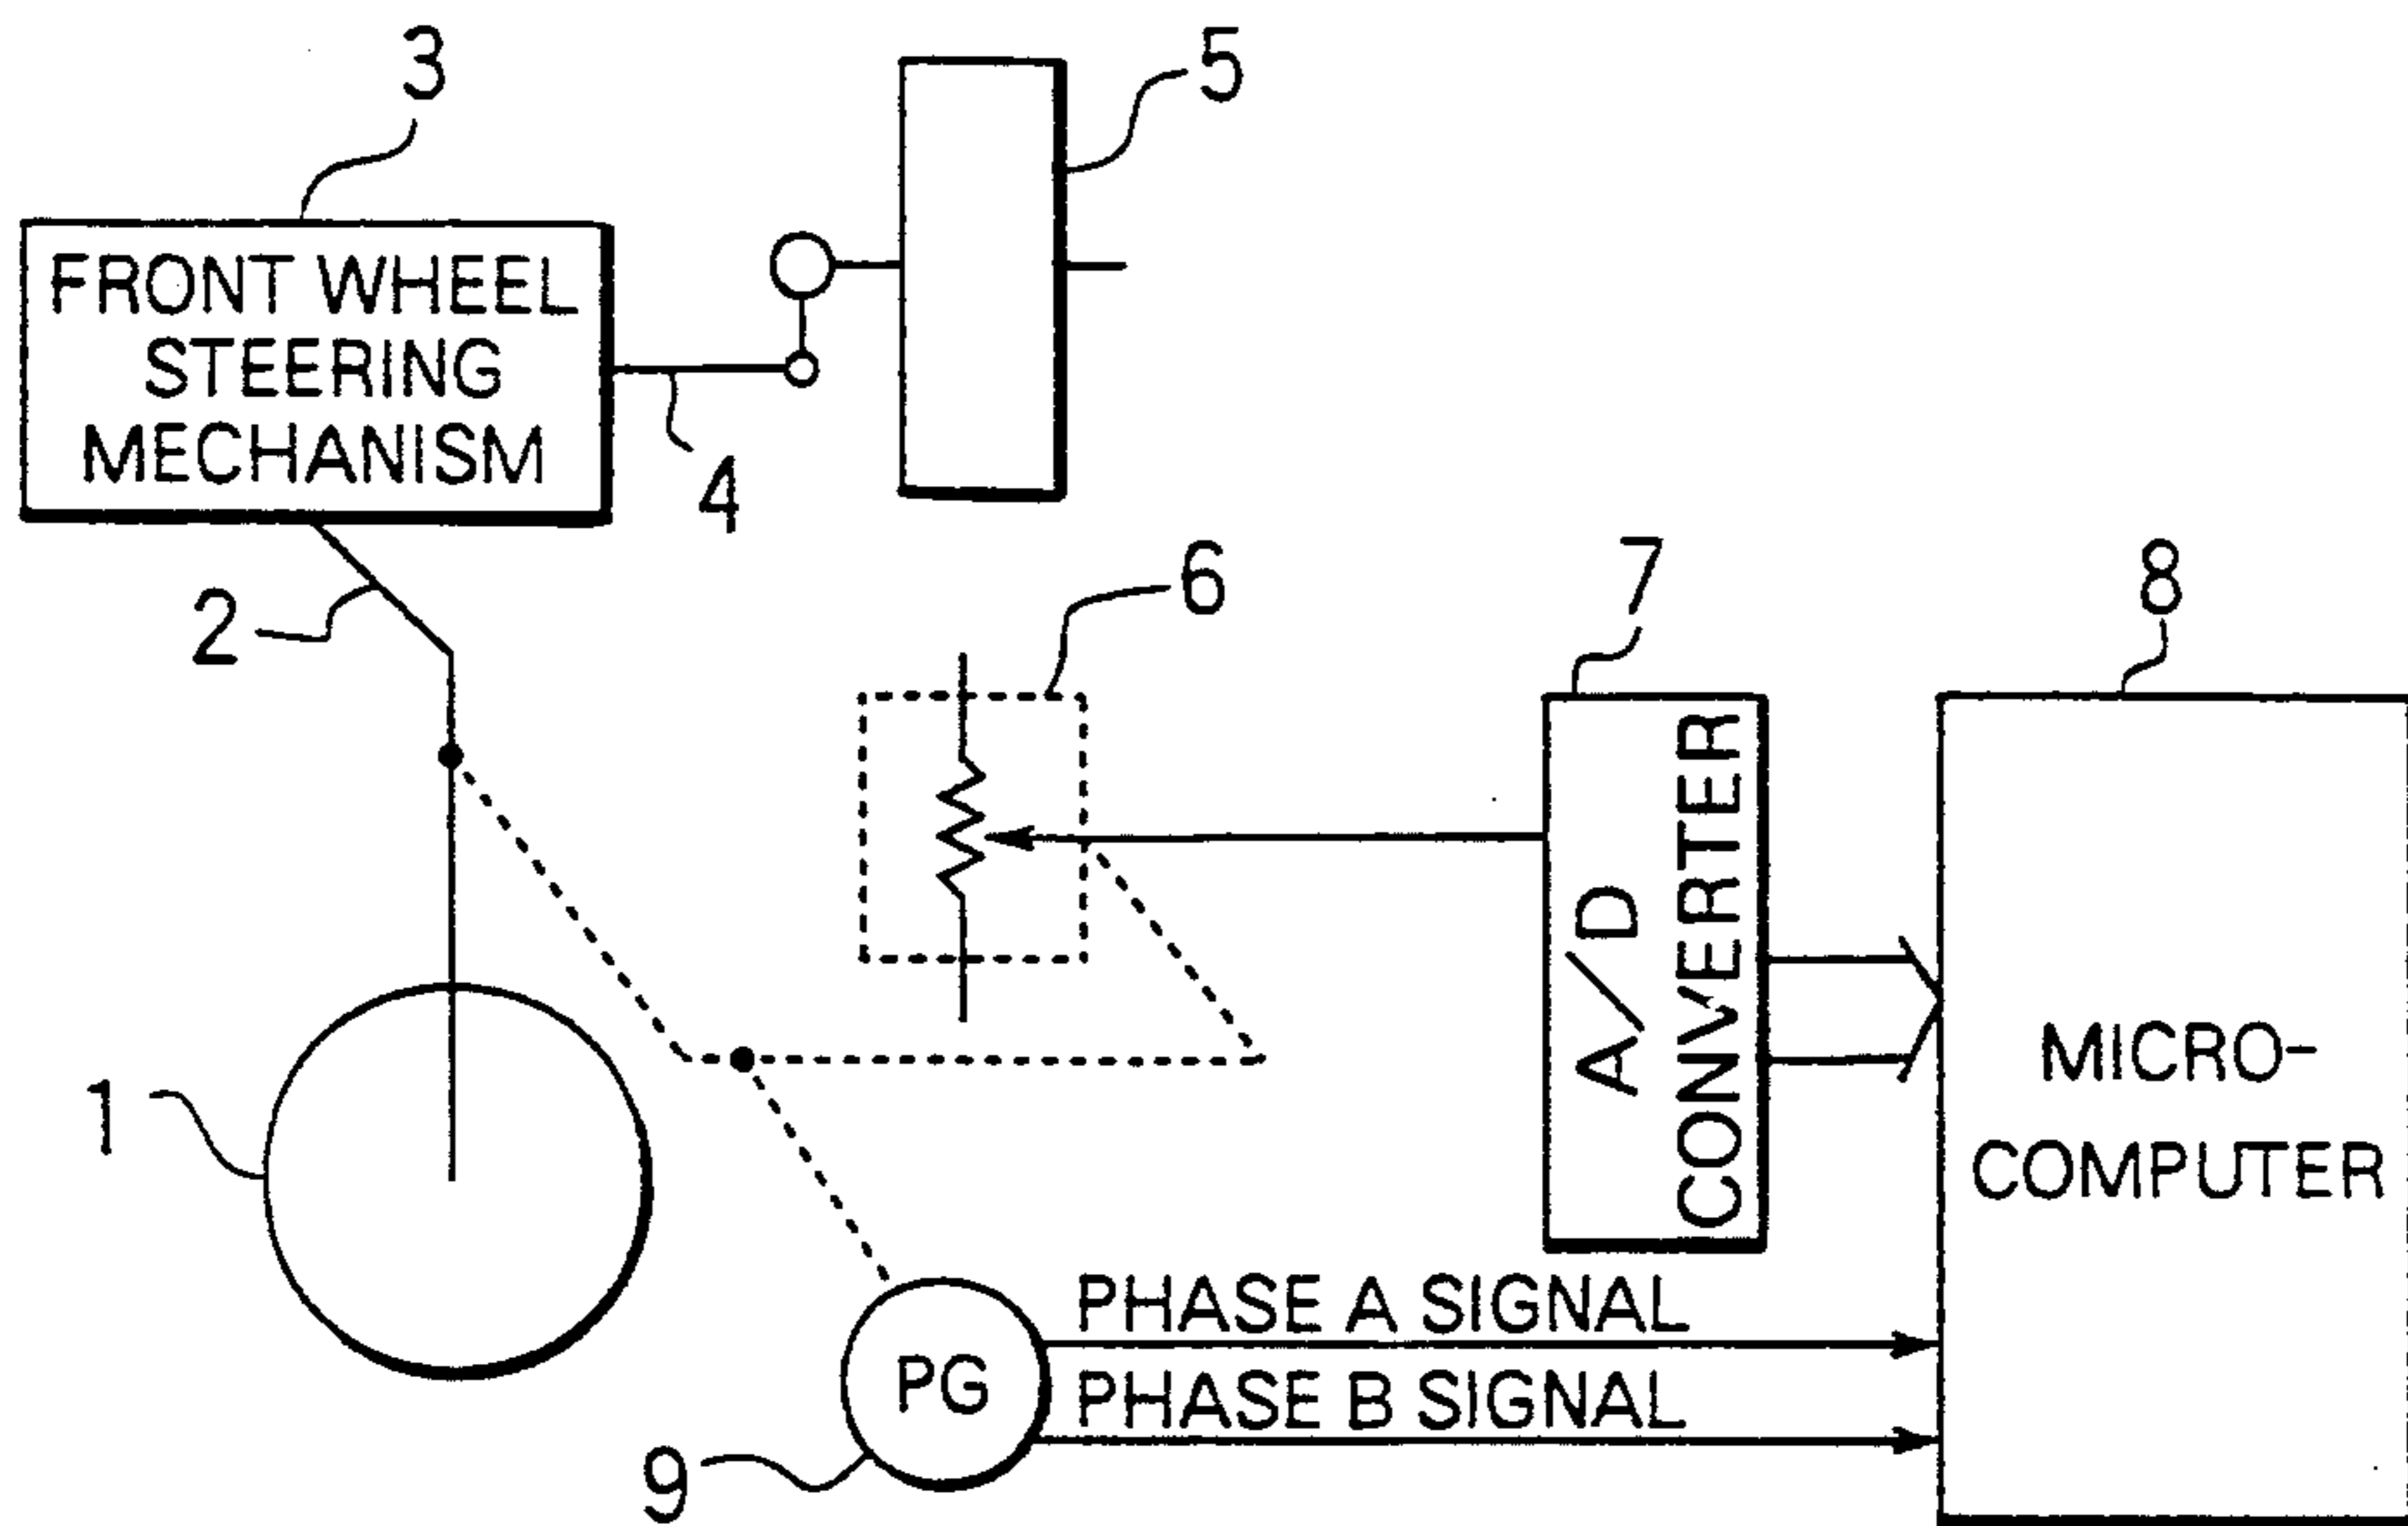 3
5
FRONT WHEEL
STEERING
MECHANISM
4
2
6
7
8
A/D
CONVERTER
MICRO-
COMPUTER
1
PHASE A SIGNAL
PG
PHASE B SIGNAL
9